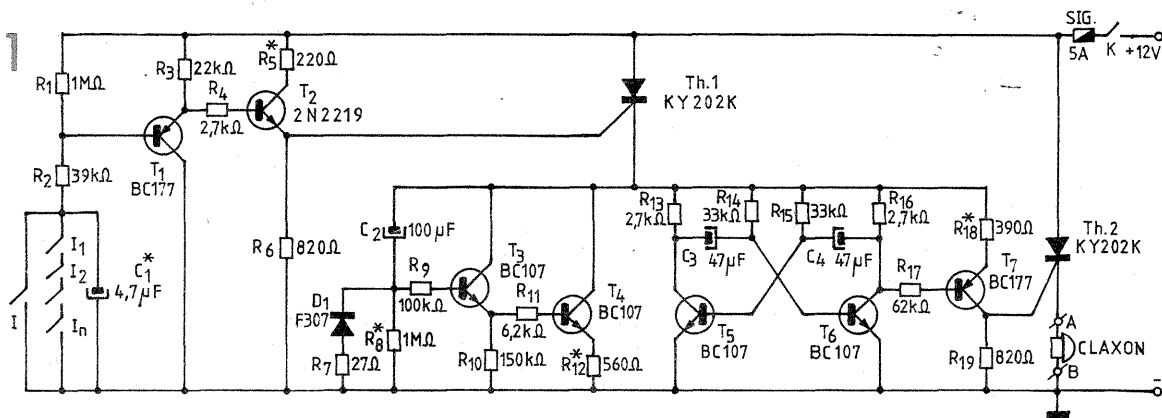 1
SIG.
5A
K
+12V
R3
22kΩ
R5*
220Ω
R1
1MΩ
R4
2,7kΩ
T2
2N2219
Th.1
KY202K
T1
BC177
R2
39kΩ
R13
2,7kΩ
R14
33kΩ
R15
33kΩ
R16
2,7kΩ
R18*
390Ω
Th.2
KY202K
C2
100μF
C3
47μF
C4
47μF
R6
820Ω
I
I1
I2
In
C1*
4,7μF
T3
BC107
R9
100kΩ
R11
6,2kΩ
T4
BC107
D1
F307
R8*
1MΩ
R7
27Ω
R10
150kΩ
R12*
560Ω
T5
BC107
T6
BC107
R17
62kΩ
T7
BC177
R19
820Ω
A
CLAXON
B
-